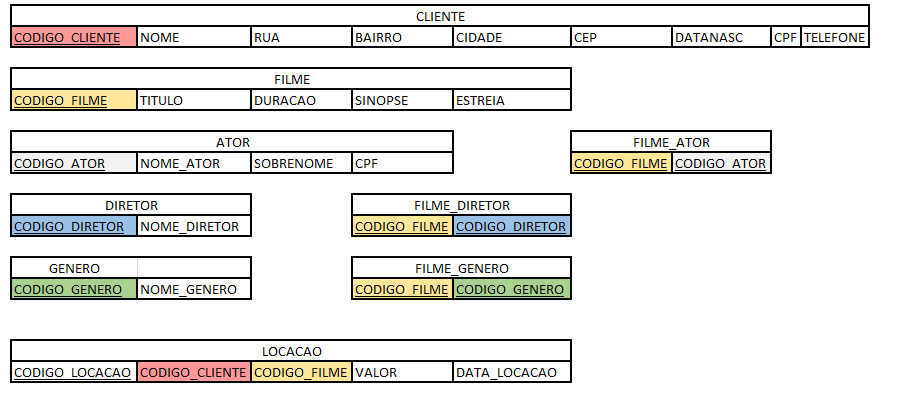 CLIENTE
CODIGO_CLIENTE NOME RUA BAIRRO CIDADE CEP DATANASC CPF TELEFONE
FILME
CODIGO_FILME TITULO DURACAO SINOPSE ESTREIA
ATOR FILME_ATOR
CODIGO_ATOR NOME_ATOR SOBRENOME CPF CODIGO_FILME CODIGO_ATOR
DIRETOR FILME_DIRETOR
CODIGO_DIRETOR NOME_DIRETOR CODIGO_FILME CODIGO_DIRETOR
GENERO FILME_GENERO
CODIGO_GENERO NOME_GENERO CODIGO_FILME CODIGO_GENERO
LOCACAO
CODIGO_LOCACAO CODIGO_CLIENTE CODIGO_FILME VALOR DATA_LOCACAO